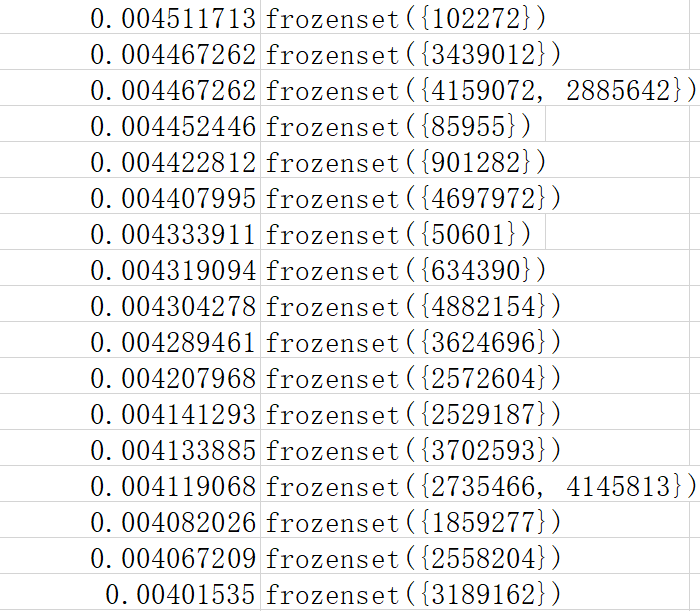 0.004511713 frozenset({102272})
0.004467262 frozenset({3439012})
0.004467262 frozenset({4159072, 2885642})
0.004452446 frozenset({85955})
0.004422812 frozenset({901282})
0.004407995 frozenset({4697972})
0.004333911 frozenset({50601})
0.004319094 frozenset({634390})
0.004304278 frozenset({4882154})
0.004289461 frozenset({3624696})
0.004207968 frozenset({2572604})
0.004141293 frozenset({2529187})
0.004133885 frozenset({3702593})
0.004119068 frozenset({2735466, 4145813})
0.004082026 frozenset({1859277})
0.004067209 frozenset({2558204})
0.00401535 frozenset({3189162})